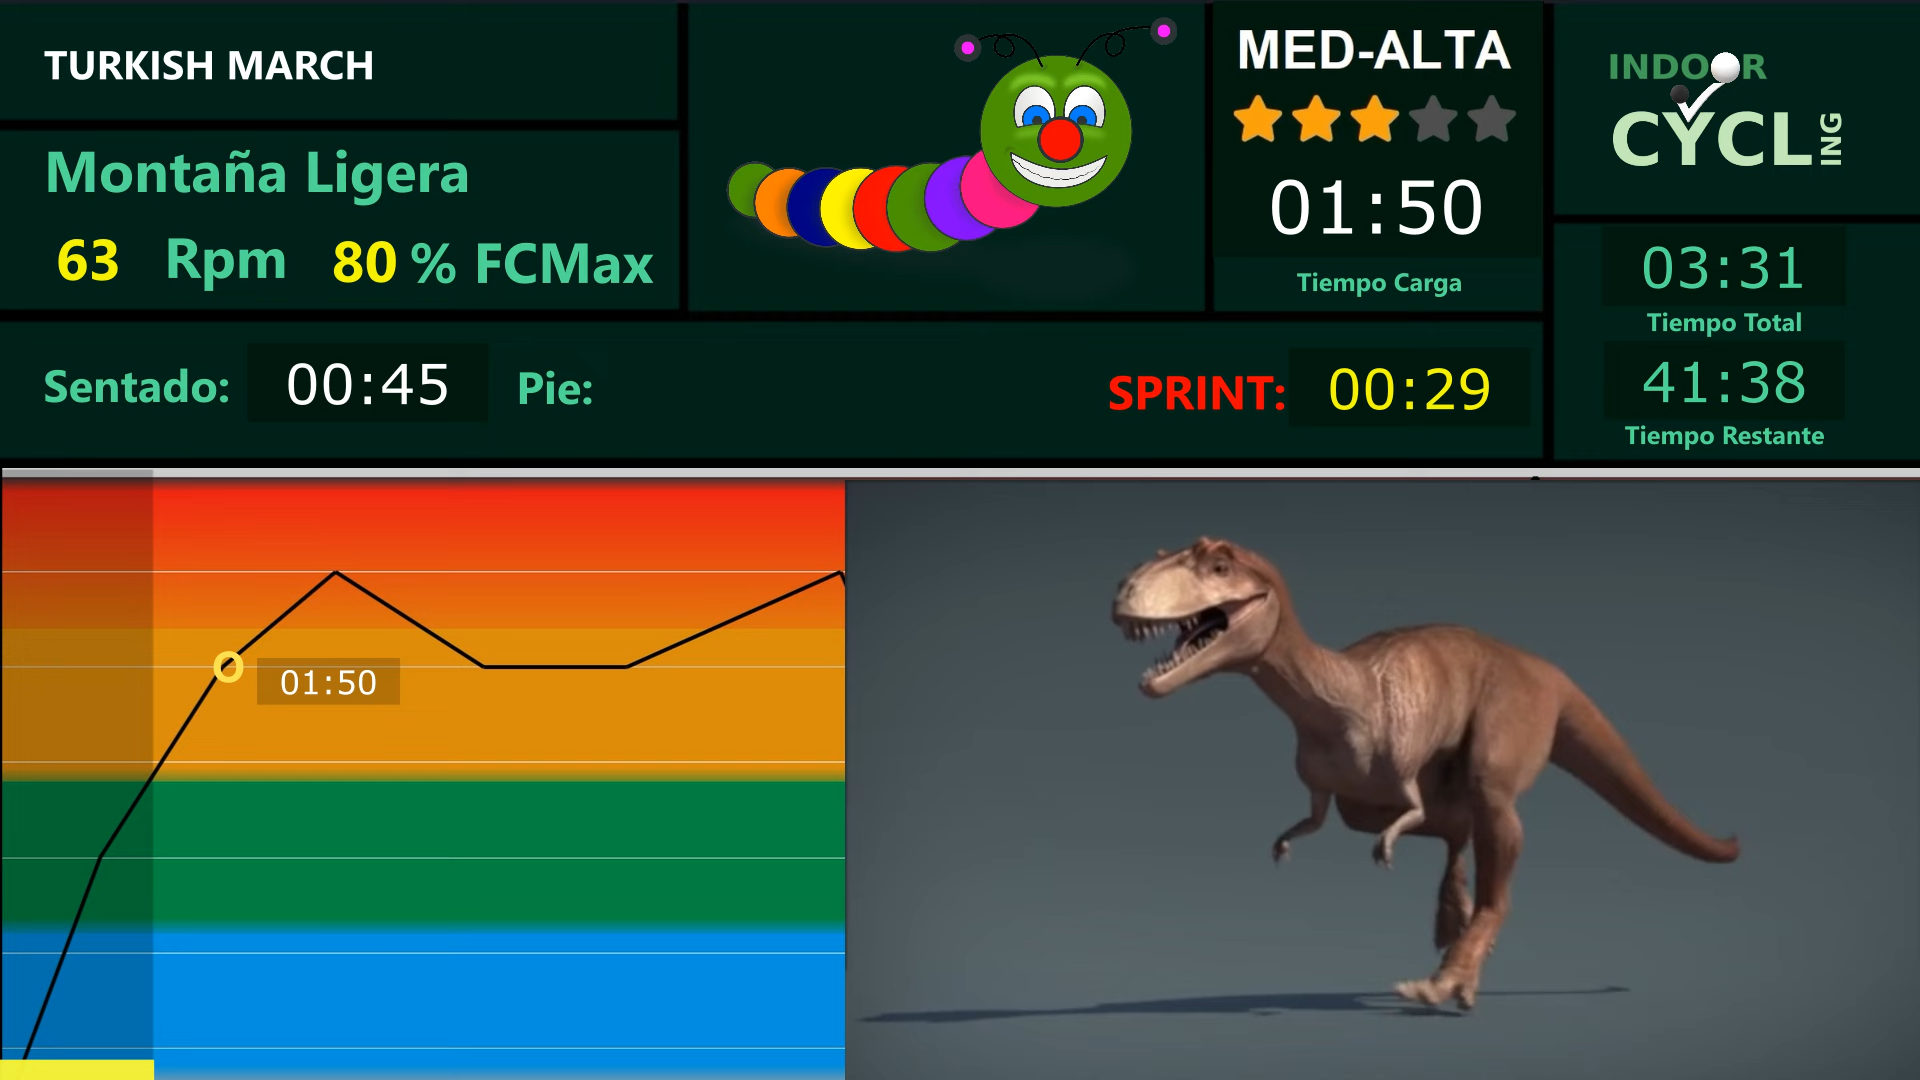 TURKISH MARCH
Montaña Ligera
63 Rpm 80 % FCMax
MED-ALTA
01:50
Tiempo Carga
INDOOR
CYCLING
03:31
Tiempo Total
41:38
Tiempo Restante
Sentado: 00:45 Pie:
SPRINT: 00:29
01:50